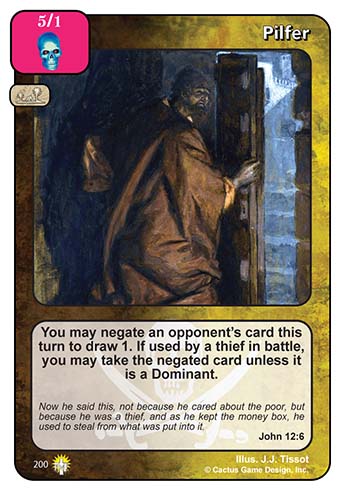 5/1
Pilfer
You may negate an opponent's card this
turn to draw 1. If used by a thief in battle,
you may take the negated card unless it
is a Dominant.
Now he said this, not because he cared about the poor, but
because he was a thief, and as he kept the money box, he
used to steal from what was put into it.
John 12:6
200
Illus. J.J. Tissot
© Cactus Game Design, Inc.